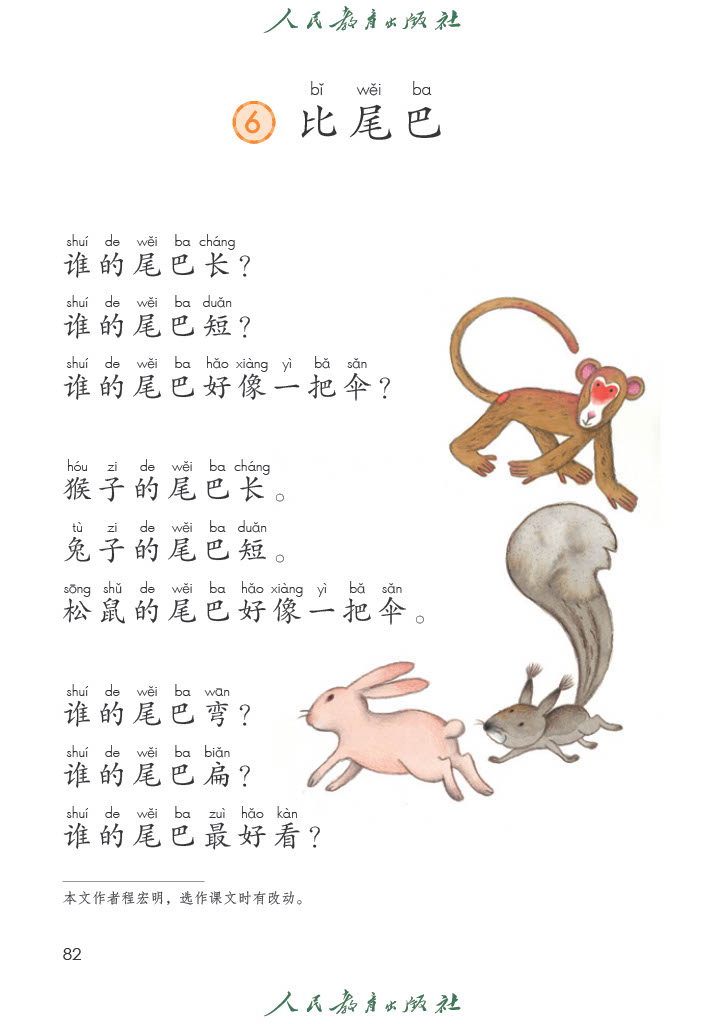 人民教育出版社
bǐ wěi ba
6 比尾巴
shuí de wěi ba cháng
谁的尾巴长？
shuí de wěi ba duǎn
谁的尾巴短？
shuí de wěi ba hǎo xiàng yì bǎ sǎn
谁的尾巴好像一把伞？
hóu zi de wěi ba cháng
猴子的尾巴长。
tù zi de wěi ba duǎn
兔子的尾巴短。
sōng shǔ de wěi ba hǎo xiàng yì bǎ sǎn
松鼠的尾巴好像一把伞。
shuí de wěi ba wān
谁的尾巴弯？
shuí de wěi ba biǎn
谁的尾巴扁？
shuí de wěi ba zuì hǎo kàn
谁的尾巴最好看？
本文作者程宏明，选作课文时有改动。
82
人民教育出版社